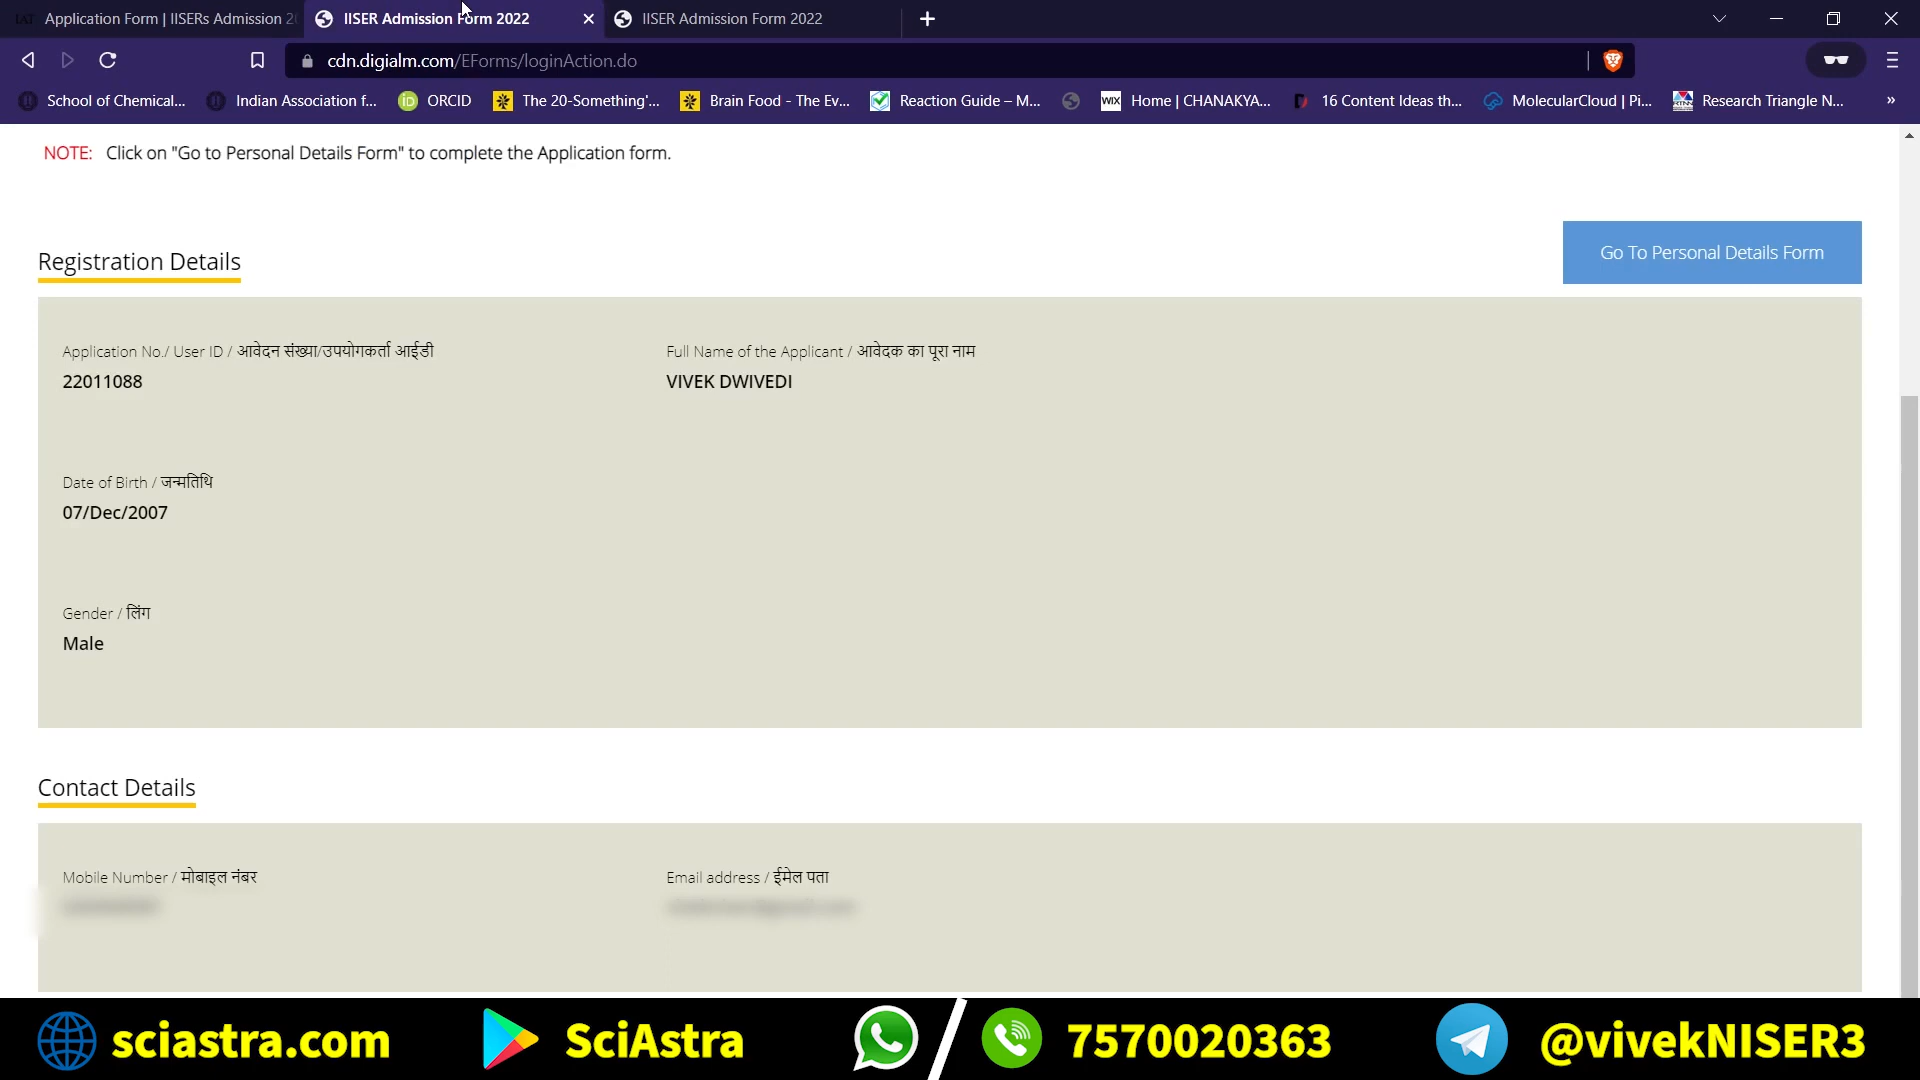 Application Form | IISERs Admission 2
IISER Admission Form 2022
IISER Admission Form 2022
cdn.digialm.com/EForms/loginAction.do
School of Chemical...
Indian Association f...
ORCID
The 20-Something'...
Brain Food - The Ev...
Reaction Guide – M...
WIX
Home | CHANAKYA...
16 Content Ideas th...
MolecularCloud | Pi...
Research Triangle N...
»
NOTE: Click on "Go to Personal Details Form" to complete the Application form.
Go To Personal Details Form
Registration Details
Application No./ User ID / आवेदन संख्या/उपयोगकर्ता आईडी
22011088
Full Name of the Applicant / आवेदक का पूरा नाम
VIVEK DWIVEDI
Date of Birth / जन्मतिथि
07/Dec/2007
Gender / लिंग
Male
Contact Details
Mobile Number / मोबाइल नंबर
Email address / ईमेल पता
sciastra.com
SciAstra
7570020363
@vivekNISER3